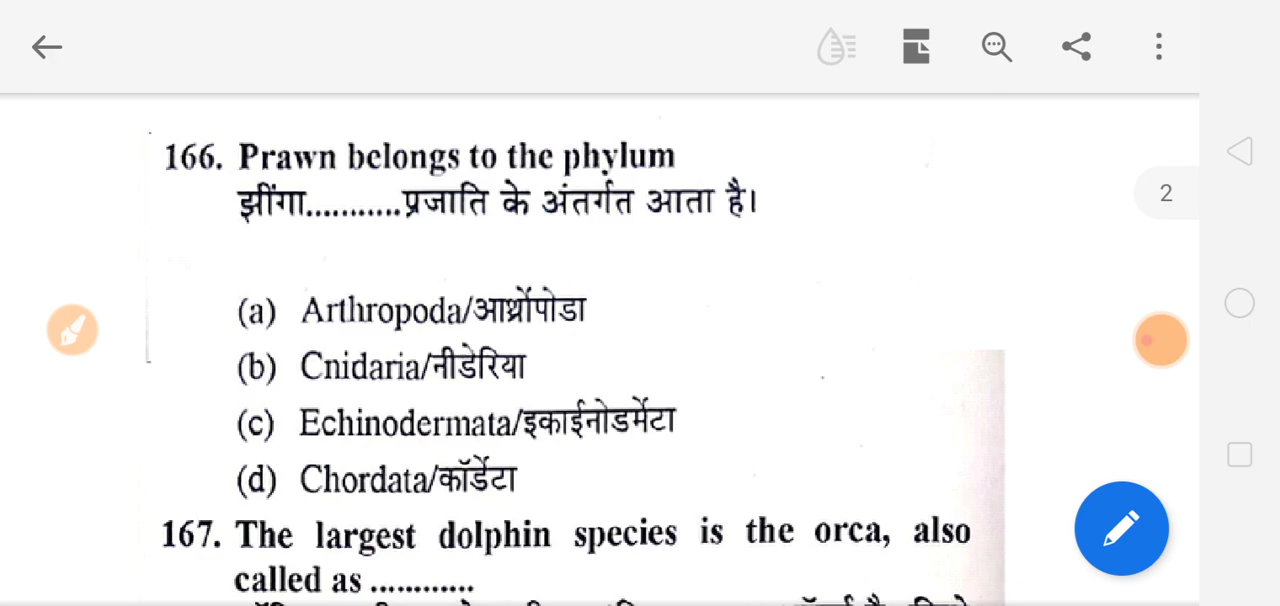 2
166. Prawn belongs to the phylum
झींगा...........प्रजाति के अंतर्गत आता है।
(a) Arthropoda/आर्थ्रोपोडा
(b) Cnidaria/नीडेरिया
(c) Echinodermata/इकाईनोडर्मेटा
(d) Chordata/कॉर्डेटा
167. The largest dolphin species is the orca, also
called as ............